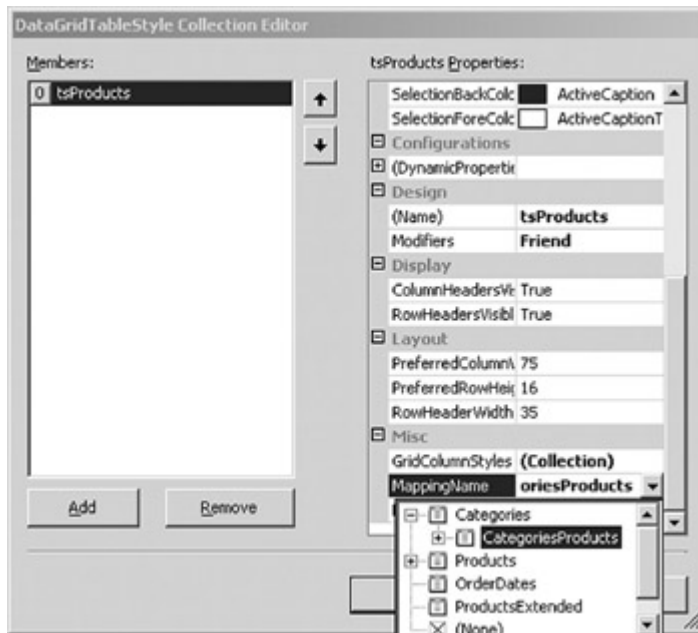 DataGridTableStyle Collection Editor
Members:
0 tsProducts
Add
Remove
tsProducts Properties:
SelectionBackColc ActiveCaption
SelectionForeColc ActiveCaptionT
Configurations
(DynamicPropertie
Design
(Name) tsProducts
Modifiers Friend
Display
ColumnHeadersVi True
RowHeadersVisibl True
Layout
PreferredColumnV 75
PreferredRowHeig 16
RowHeaderWidth 35
Misc
GridColumnStyles (Collection)
MappingName oriesProducts
Categories
CategoriesProducts
Products
OrderDates
ProductsExtended
(None)